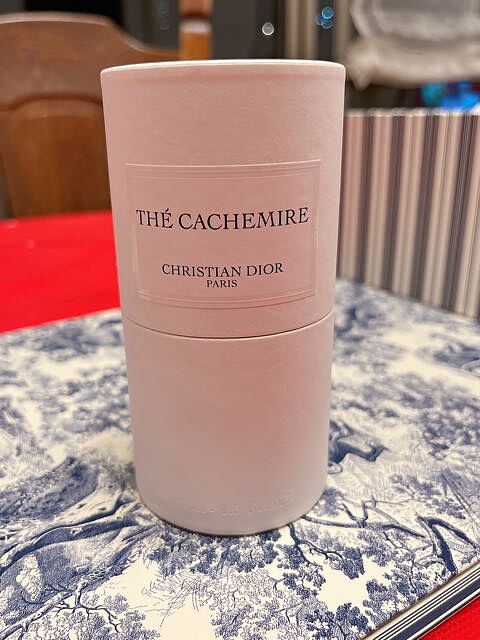 THÉ CACHEMIRE
CHRISTIAN DIOR
PARIS